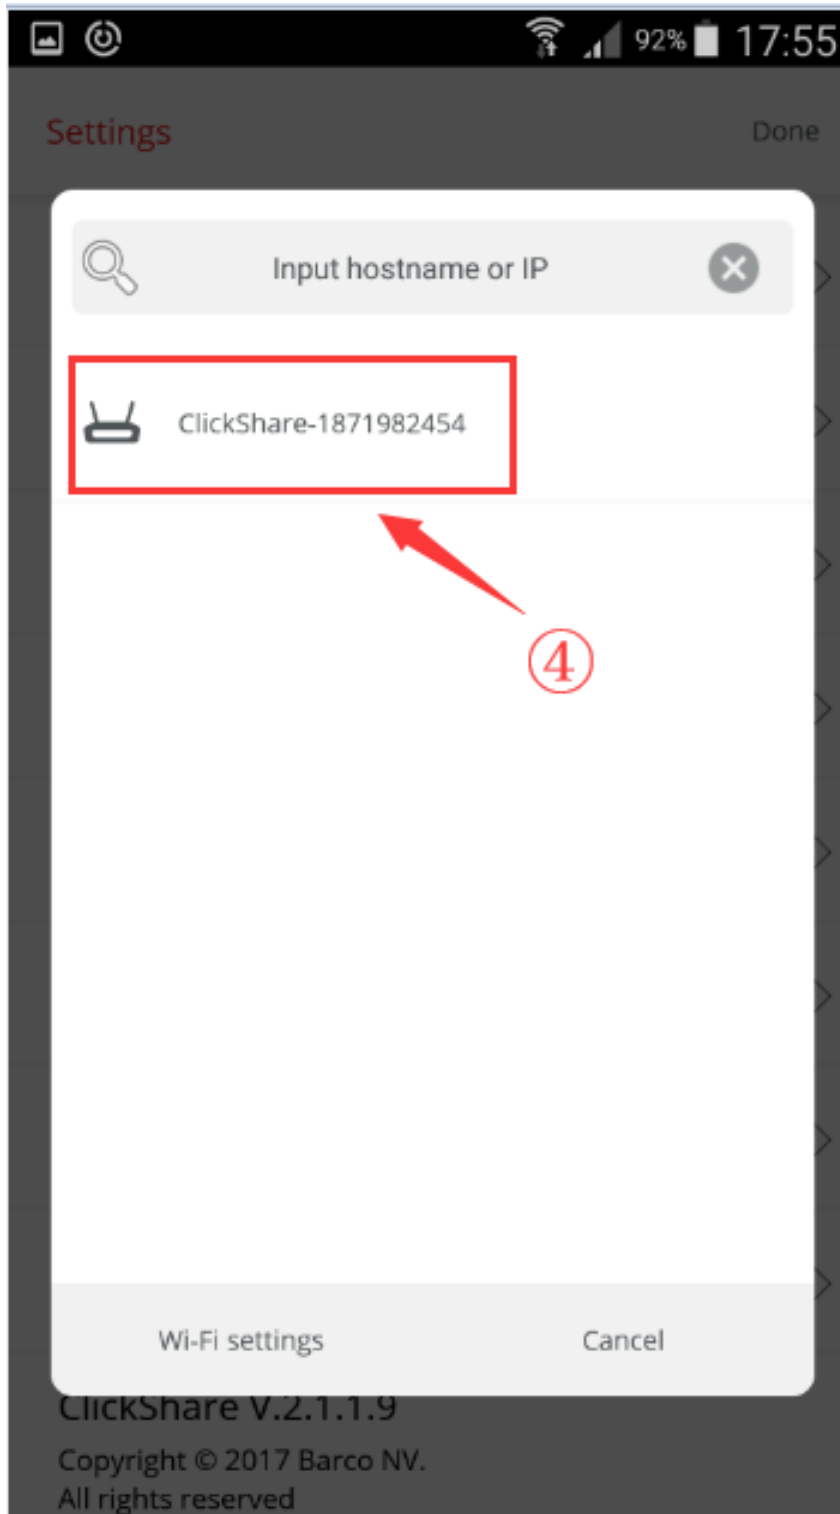 92% 17:55
Settings Done
Input hostname or IP
ClickShare-1871982454
④
Wi-Fi settings Cancel
ClickShare V.2.1.1.9
Copyright © 2017 Barco NV.
All rights reserved